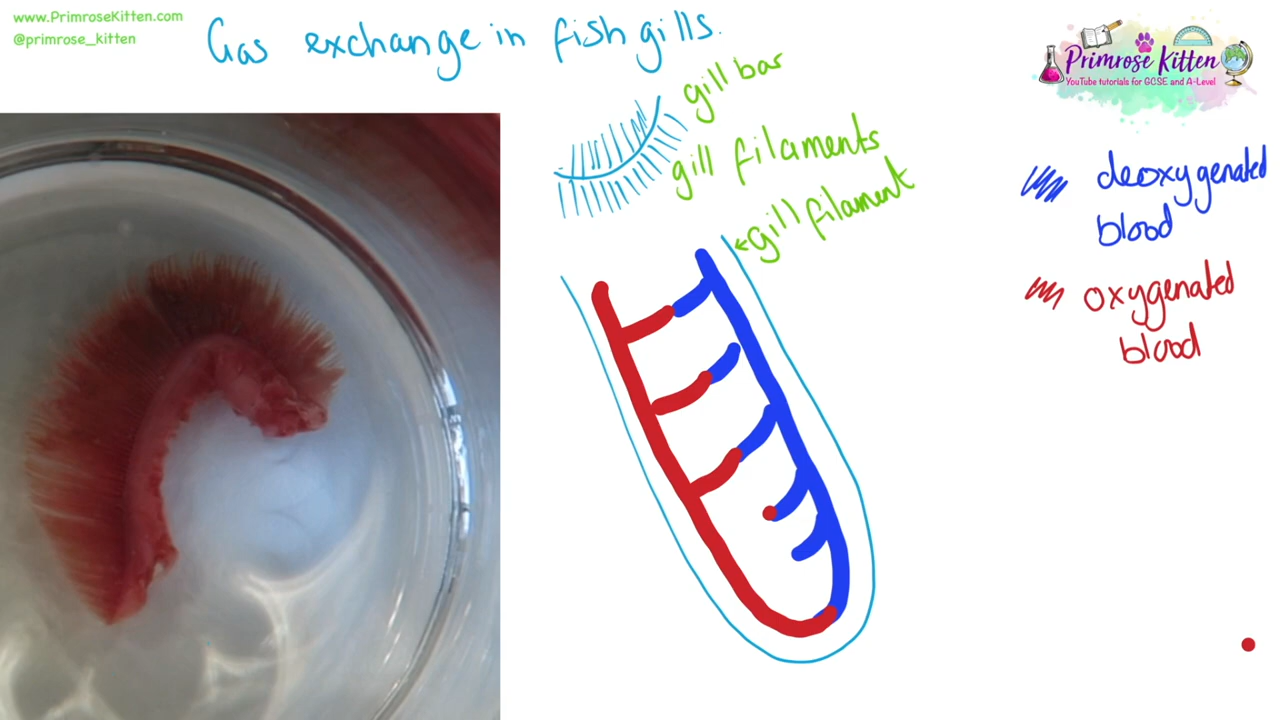 www.PrimroseKitten.com
@primrose_kitten
Gas exchange in fish gills.
Primrose Kitten
YouTube tutorials for GCSE and A-Level
gill bar
gill filaments
←gill filament
deoxygenated
blood
oxygenated
blood